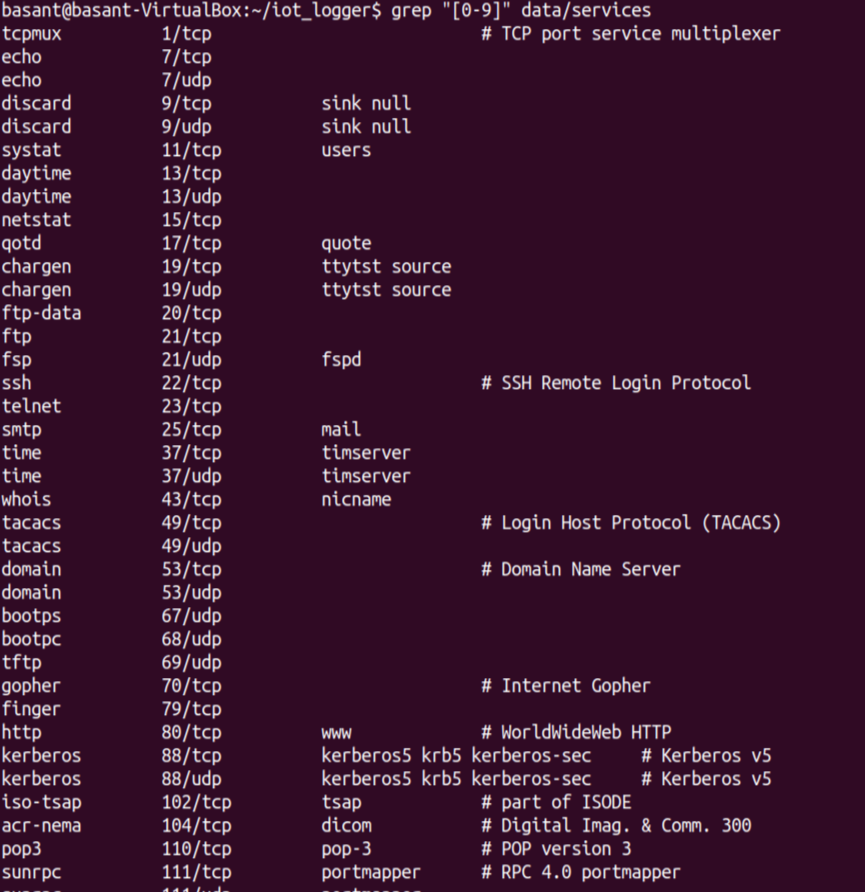 basant@basant-VirtualBox:~/iot_logger$ grep "[0-9]" data/services
tcpmux          1/tcp                           # TCP port service multiplexer
echo            7/tcp
echo            7/udp
discard         9/tcp           sink null
discard         9/udp           sink null
systat          11/tcp          users
daytime         13/tcp
daytime         13/udp
netstat         15/tcp
qotd            17/tcp          quote
chargen         19/tcp          ttytst source
chargen         19/udp          ttytst source
ftp-data        20/tcp
ftp             21/tcp
fsp             21/udp          fspd
ssh             22/tcp                          # SSH Remote Login Protocol
telnet          23/tcp
smtp            25/tcp          mail
time            37/tcp          timserver
time            37/udp          timserver
whois           43/tcp          nicname
tacacs          49/tcp                          # Login Host Protocol (TACACS)
tacacs          49/udp
domain          53/tcp                          # Domain Name Server
domain          53/udp
bootps          67/udp
bootpc          68/udp
tftp            69/udp
gopher          70/tcp                          # Internet Gopher
finger          79/tcp
http            80/tcp          www             # WorldWideWeb HTTP
kerberos        88/tcp          kerberos5 krb5 kerberos-sec     # Kerberos v5
kerberos        88/udp          kerberos5 krb5 kerberos-sec     # Kerberos v5
iso-tsap        102/tcp         tsap            # part of ISODE
acr-nema        104/tcp         dicom           # Digital Imag. & Comm. 300
pop3            110/tcp         pop-3           # POP version 3
sunrpc          111/tcp         portmapper      # RPC 4.0 portmapper